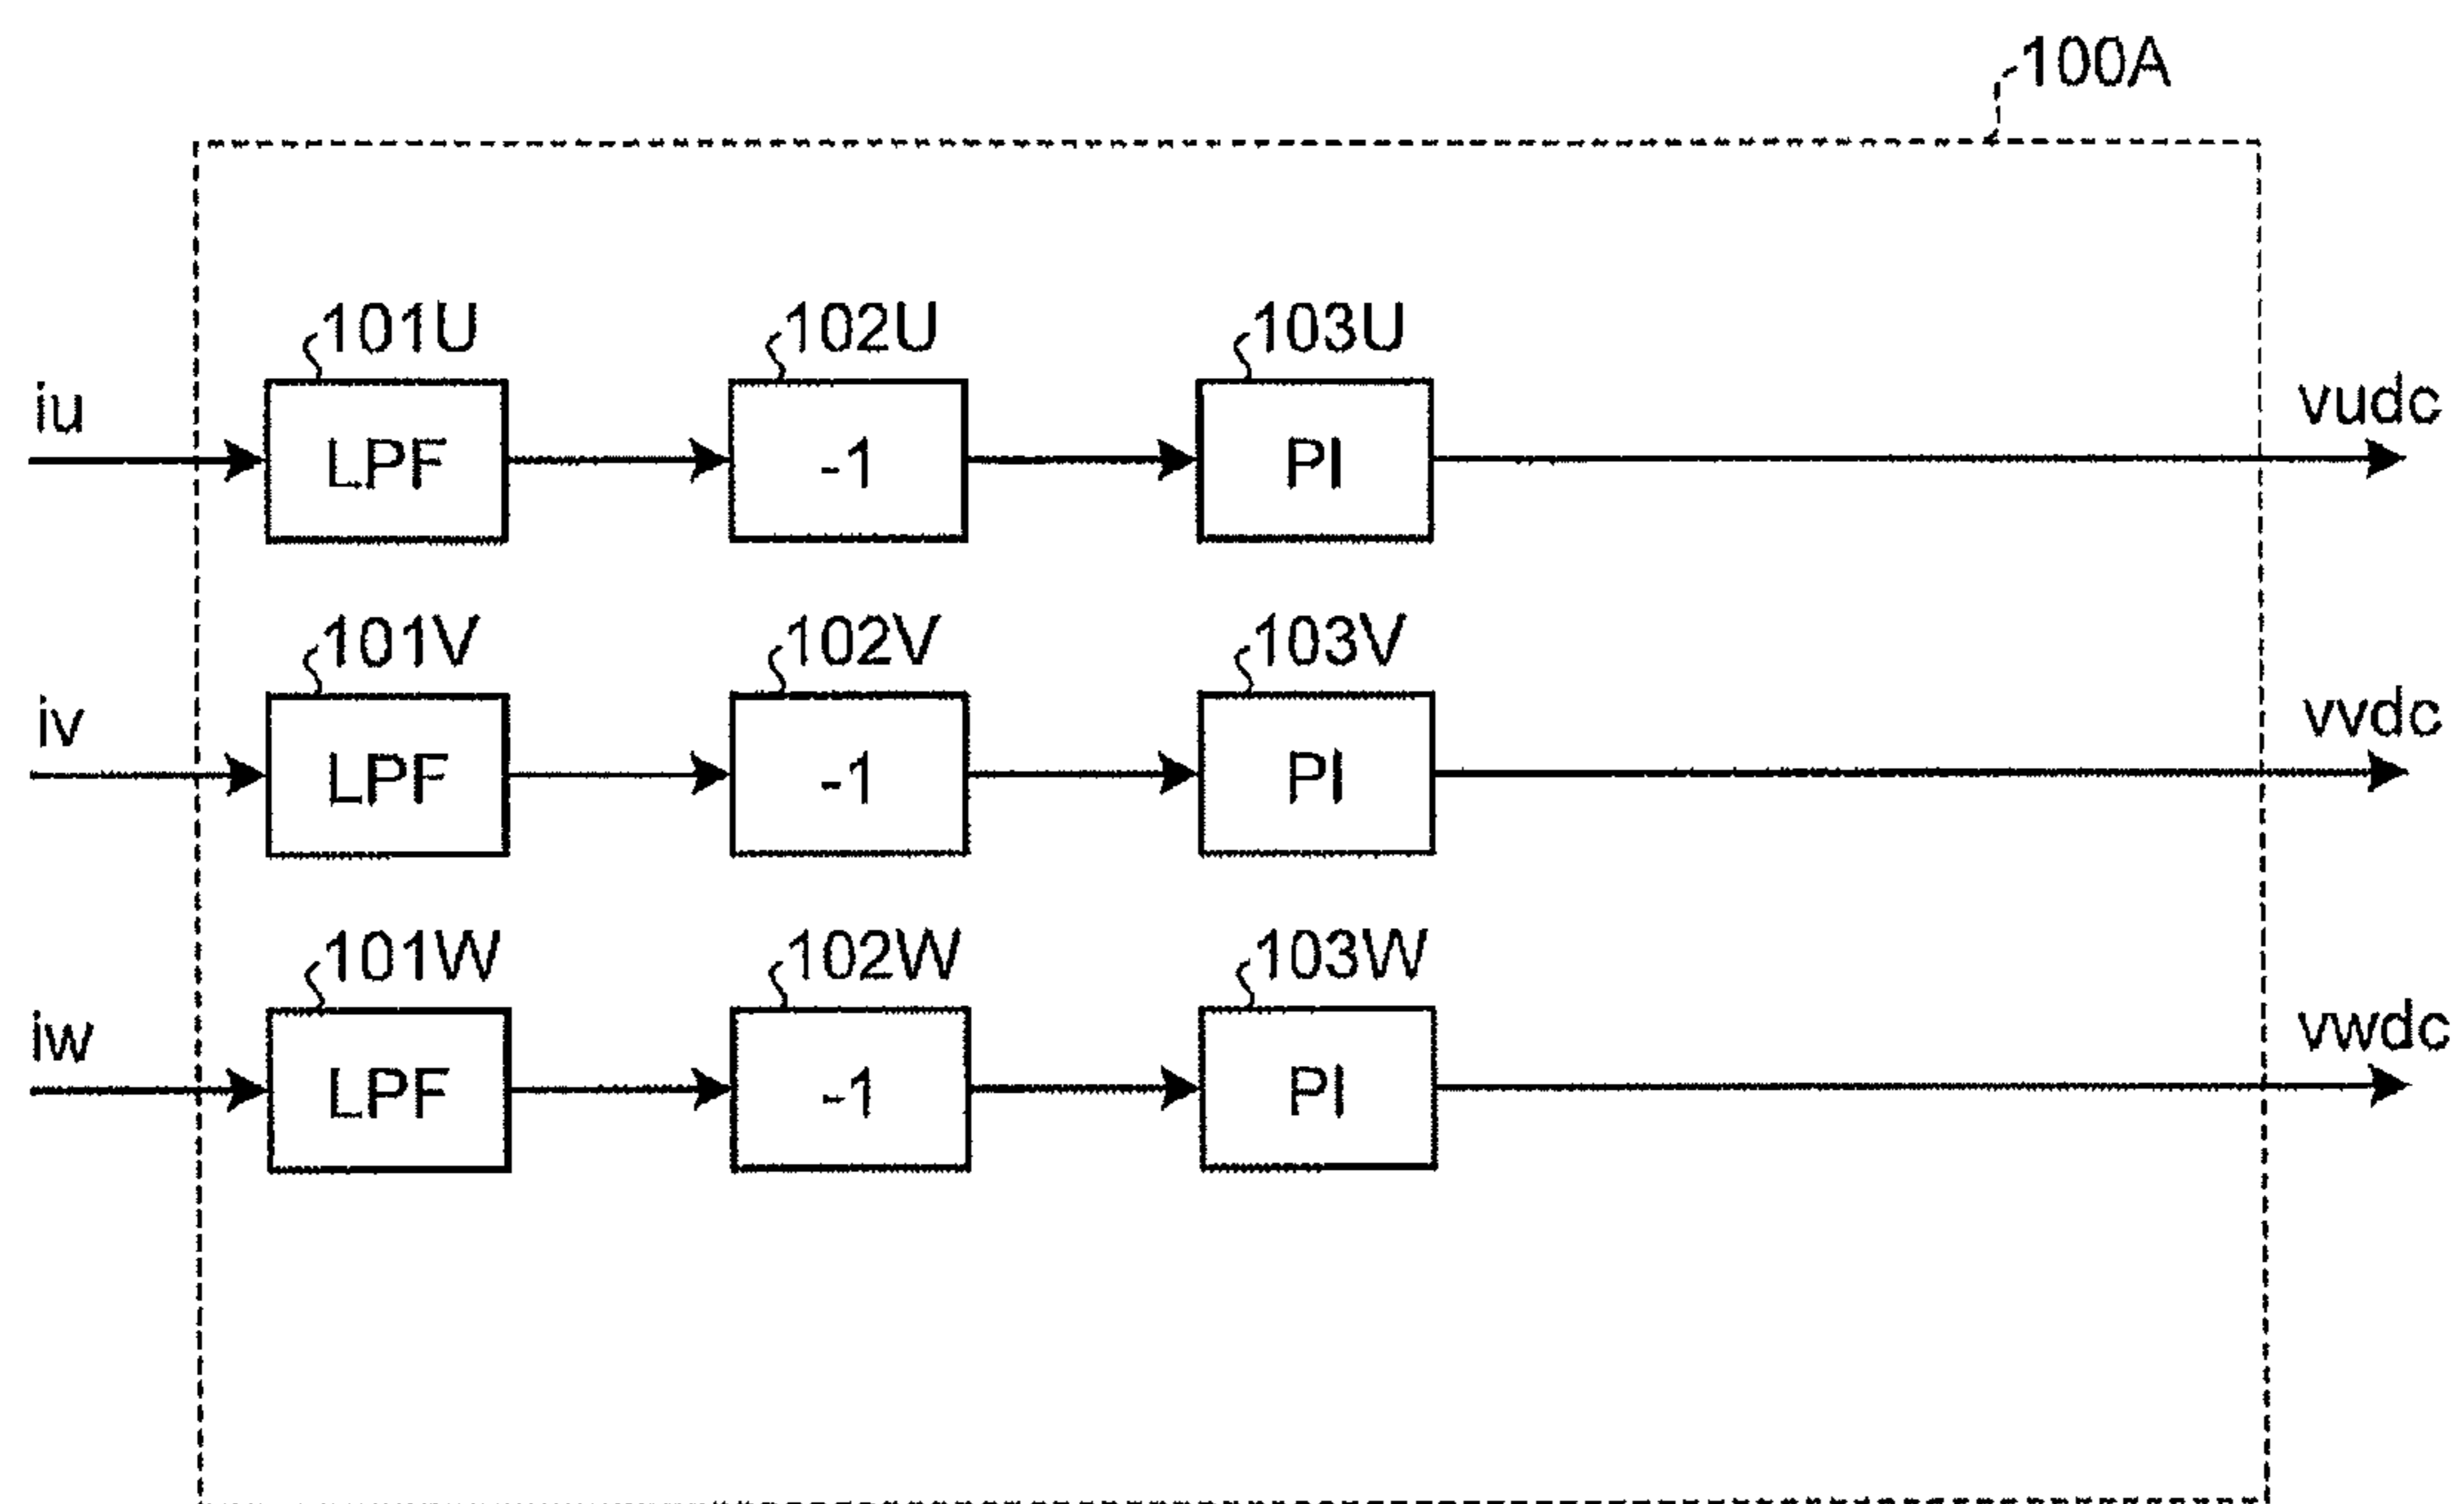 100A
101U 102U 103U
iu LPF -1 PI vudc
101V 102V 103V
iv LPF -1 PI vvdc
101W 102W 103W
iw LPF -1 PI vwdc